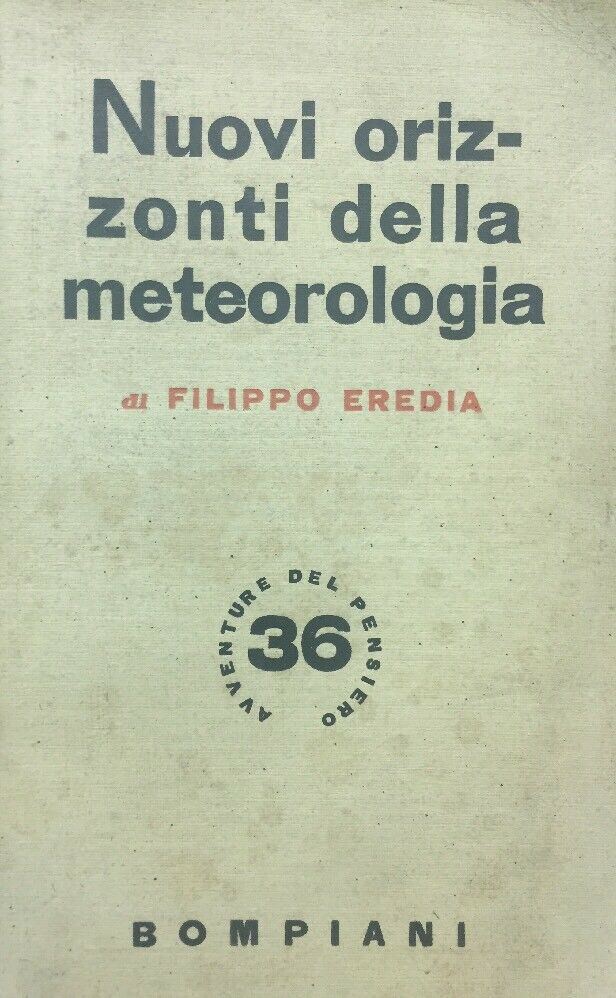 Nuovi oriz-
zonti della
meteorologia
di FILIPPO EREDIA
AVVENTURE DEL PENSIERO
36
BOMPIANI